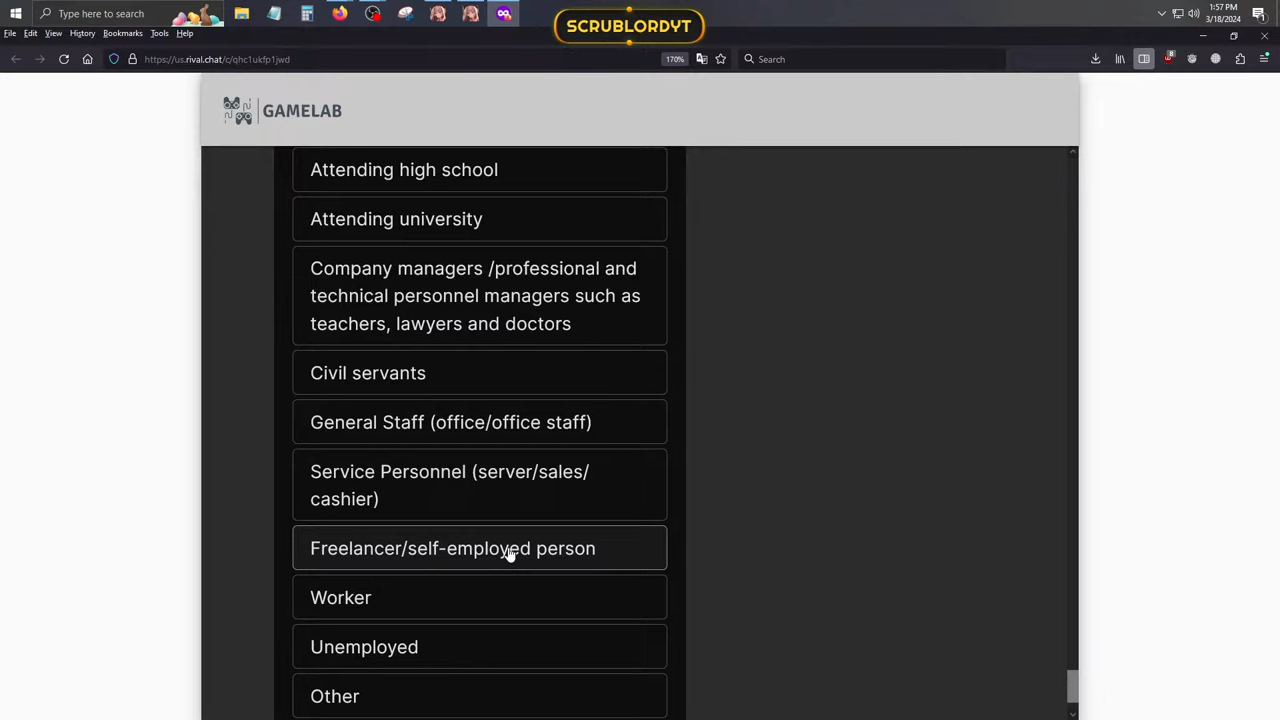 Type here to search
SCRUBLORDYT
1:57 PM
3/18/2024
1
File Edit View History Bookmarks Tools Help
https://us.rival.chat/c/qhc1ukfp1jwd
170%
Search
8
GAMELAB
Attending high school
Attending university
Company managers /professional and
technical personnel managers such as
teachers, lawyers and doctors
Civil servants
General Staff (office/office staff)
Service Personnel (server/sales/
cashier)
Freelancer/self-employed person
Worker
Unemployed
Other